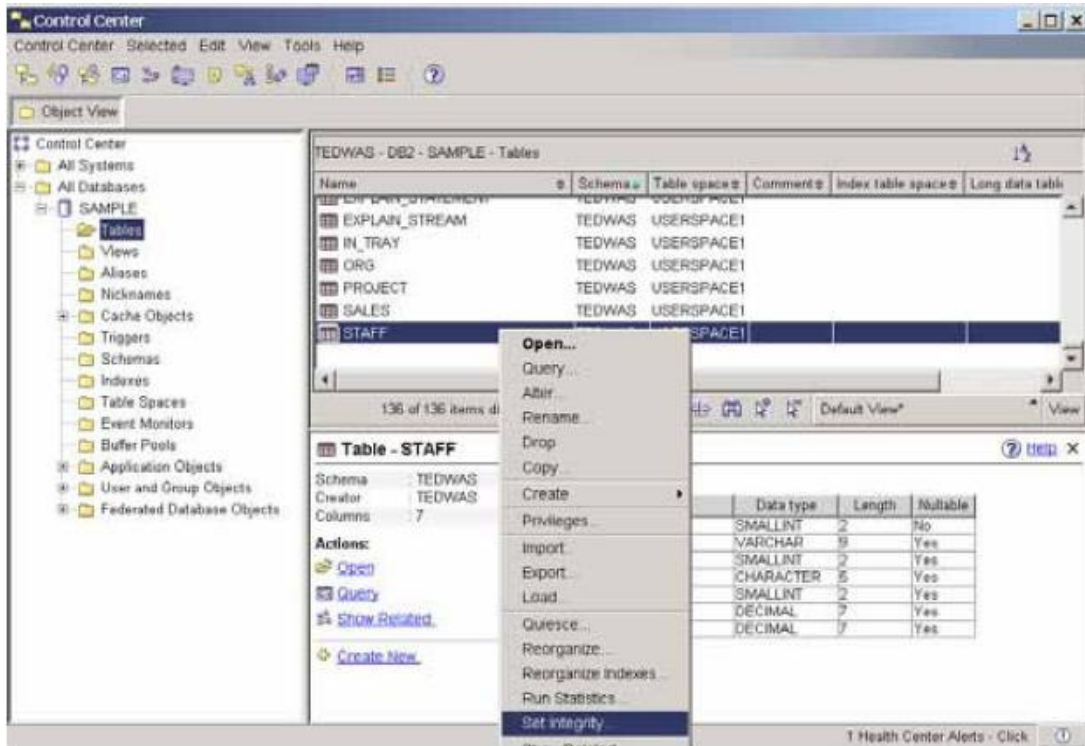 Control Center
Control Center Selected Edit View Tools Help
Object View
Control Center
All Systems
All Databases
SAMPLE
Tables
Views
Aliases
Nicknames
Cache Objects
Triggers
Schemas
Indexes
Table Spaces
Event Monitors
Buffer Pools
Application Objects
User and Group Objects
Federated Database Objects
TEDWAS - DB2 - SAMPLE - Tables
Name Schema Table space Comment Index table space Long data table
EXPLAIN_STATEMENT TEDWAS USERSPACE1
EXPLAIN_STREAM TEDWAS USERSPACE1
IN_TRAY TEDWAS USERSPACE1
ORG TEDWAS USERSPACE1
PROJECT TEDWAS USERSPACE1
SALES TEDWAS USERSPACE1
STAFF
136 of 136 items
Default View*
View
Table - STAFF
Help
Schema : TEDWAS
Creator : TEDWAS
Columns : 7
Actions:
Open
Query
Show Related
Create New
Data type Length Nullable
SMALLINT 2 No
VARCHAR 9 Yes
SMALLINT 2 Yes
CHARACTER 5 Yes
SMALLINT 2 Yes
DECIMAL 7 Yes
DECIMAL 7 Yes
Open...
Query...
Alter...
Rename...
Drop
Copy...
Create
Privileges...
Import...
Export...
Load...
Quiesce...
Reorganize...
Reorganize Indexes...
Run Statistics...
Set Integrity...
1 Health Center Alerts - Click